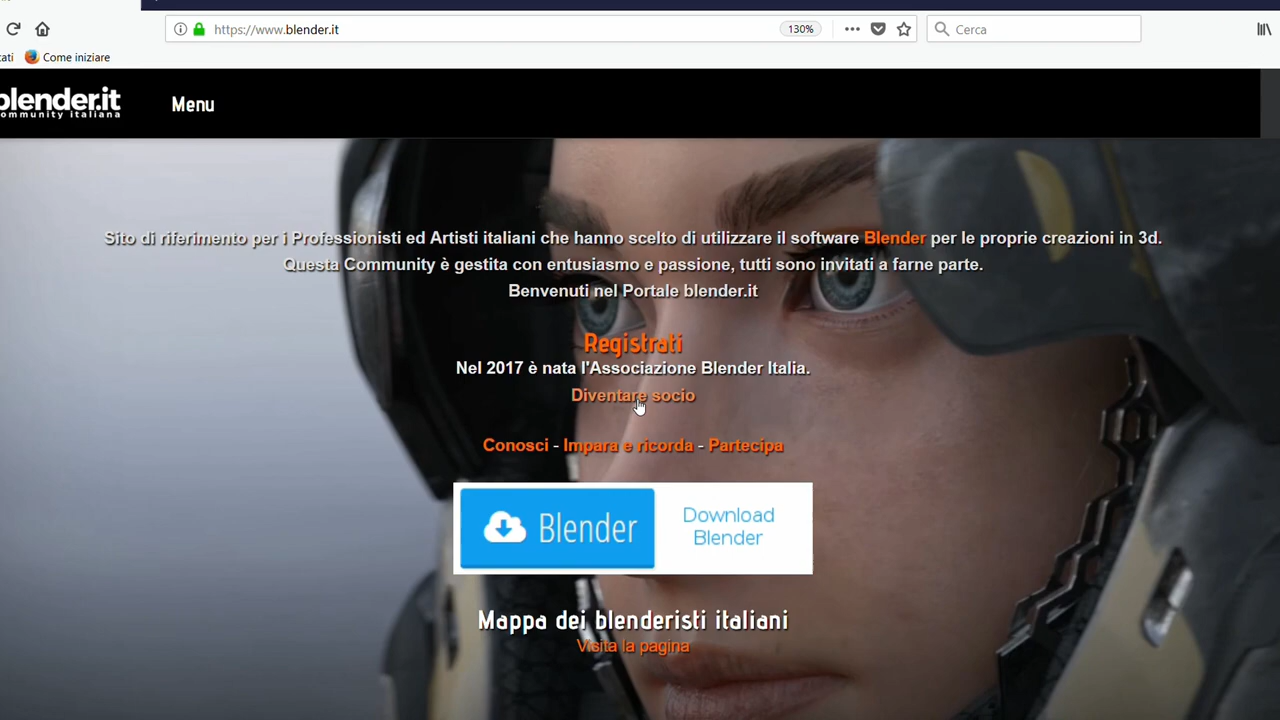 https://www.blender.it
130%
Cerca
Come iniziare
blender.it
Menu
community italiana
Sito di riferimento per i Professionisti ed Artisti italiani che hanno scelto di utilizzare il software Blender per le proprie creazioni in 3d.
Questa Community è gestita con entusiasmo e passione, tutti sono invitati a farne parte.
Benvenuti nel Portale blender.it
Registrati
Nel 2017 è nata l'Associazione Blender Italia.
Diventare socio
Conosci - Impara e ricorda - Partecipa
Blender
Download
Blender
Mappa dei blenderisti italiani
Visita la pagina